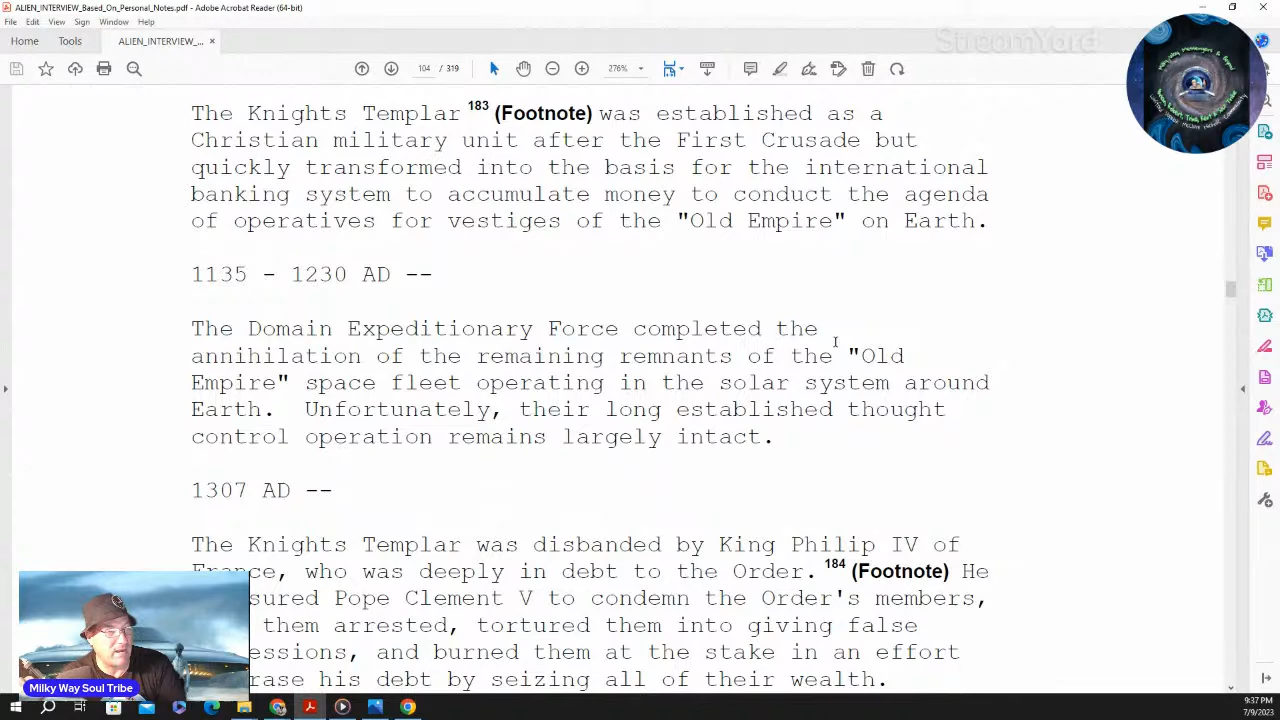 ALIEN_INTERVIEW_Based_On_Personal_Notes.pdf - Adobe Acrobat Reader (64-bit)
File Edit View Sign Window Help
StreamYard
Home Tools ALIEN_INTERVIEW_... ×
104 / 319 276%
The Knights Templar 183 (Footnote) was established as a
Christian military unit after the First Crusade but
quickly transformed into the basis for the international
banking system to accumulate money to conduct the agenda
of operatives for vestiges of the "Old Empire" on Earth.
1135 - 1230 AD --
The Domain Expeditionary Force completed the
annihilation of the remaining remnants of the "Old
Empire" space fleet operating in the solar system around
Earth. Unfortunately, their long established thought
control operation remains largely intact.
1307 AD --
The Knights Templar was disbanded by King Philip IV of
ce, who was deeply in debt to the Order. 184 (Footnote) He
sured Pope Clement V to condemn the Order's members,
them arrested, tortured them into giving false
essions, and burned them at the stake in an effort
rase his debt by seizing all of their wealth.
Milky Way Soul Tribe
9:37 PM
7/9/2023